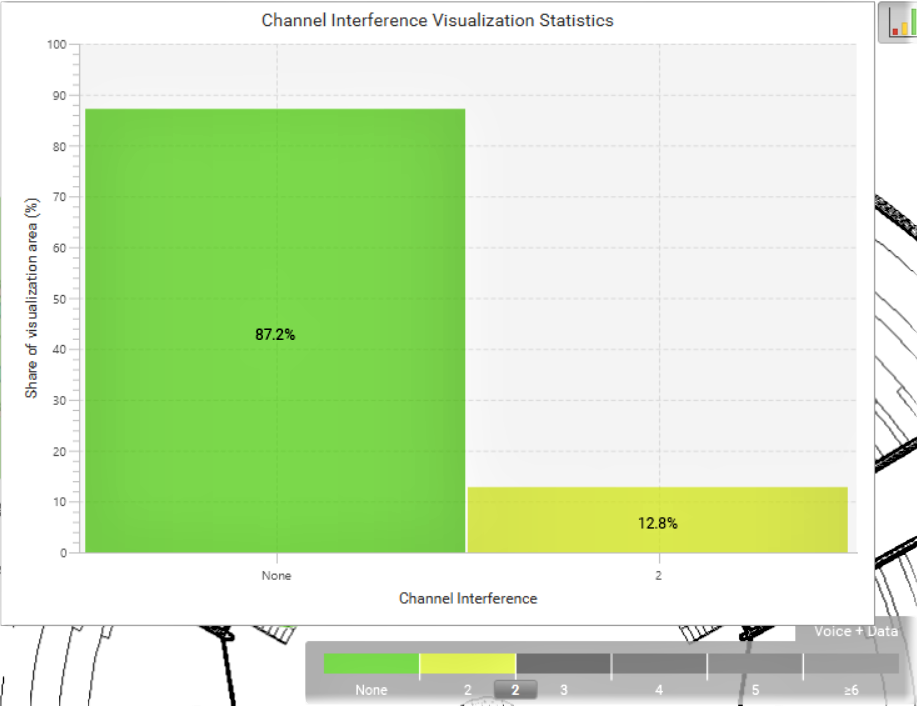 Channel Interference Visualization Statistics
Share of visualization area (%)
100
90
80
70
60
50
40
30
20
10
0
87.2%
12.8%
None 2
Channel Interference
Voice + Data
None 2 2 3 4 5 ≥6